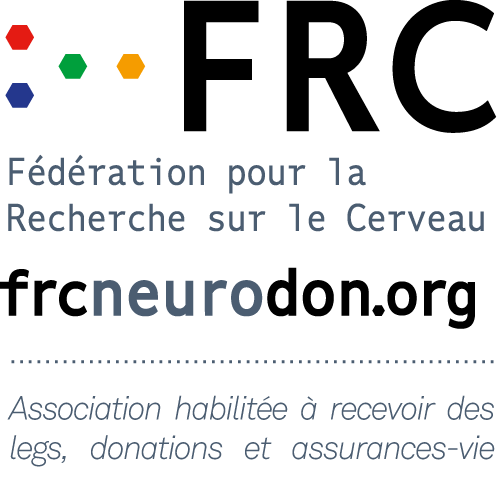 FRC
Fédération pour la
Recherche sur le Cerveau
frcneurodon.org
Association habilitée à recevoir des
legs, donations et assurances-vie